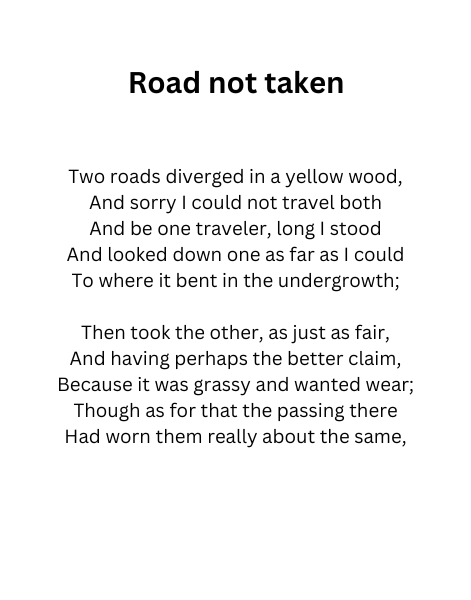 Road not taken
Two roads diverged in a yellow wood,
And sorry I could not travel both
And be one traveler, long I stood
And looked down one as far as I could
To where it bent in the undergrowth;
Then took the other, as just as fair,
And having perhaps the better claim,
Because it was grassy and wanted wear;
Though as for that the passing there
Had worn them really about the same,